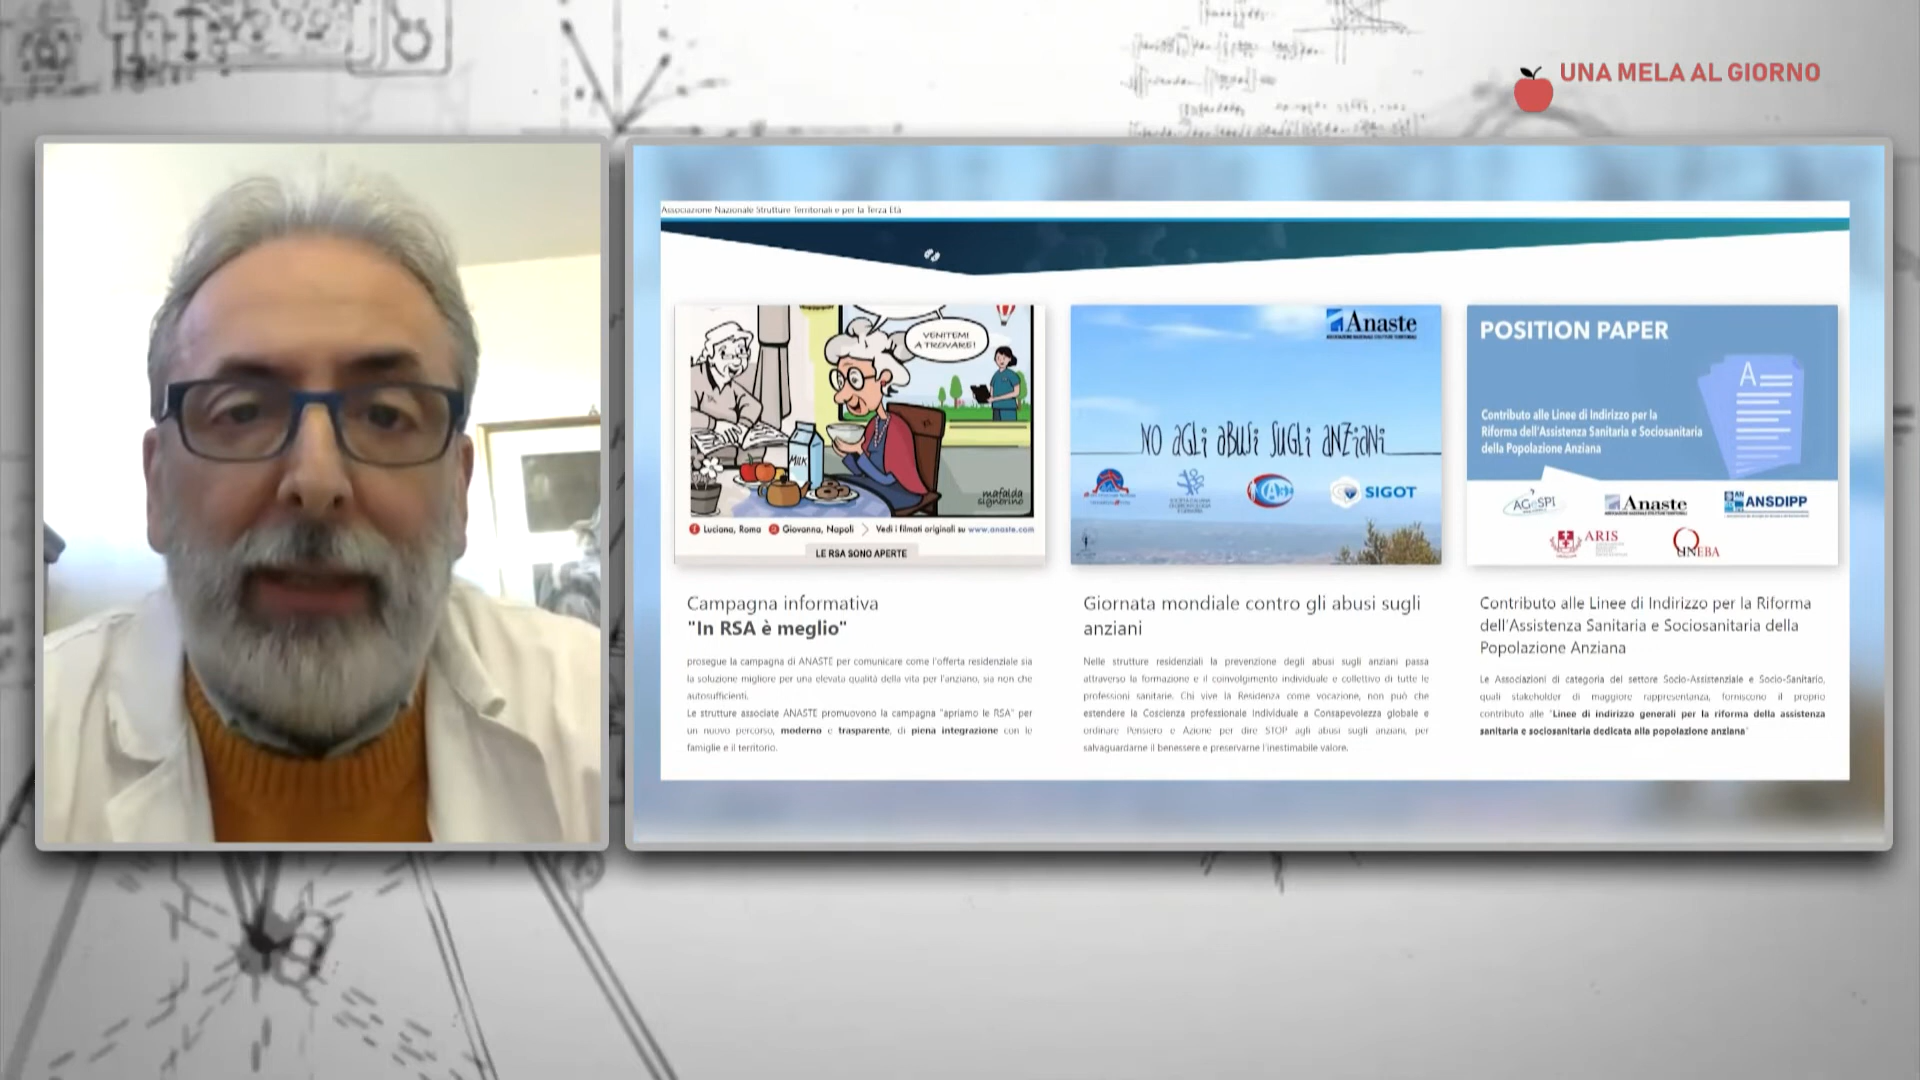 UNA MELA AL GIORNO
Associazione Nazionale Strutture Territoriali e per la Terza Età
VENITEMI
A TROVARE!
MILK
mafalda
signorino
Luciana, Roma
Giovanna, Napoli
Vedi i filmati originali su www.anaste.com
LE RSA SONO APERTE
Campagna informativa
"In RSA è meglio"
prosegue la campagna di ANASTE per comunicare come l'offerta residenziale sia
la soluzione migliore per una elevata qualità della vita per l'anziano, sia non che
autosufficienti.
Le strutture associate ANASTE promuovono la campagna "apriamo le RSA" per
un nuovo percorso, moderno e trasparente, di piena integrazione con le
famiglie e il territorio.
Anaste
NO AGLI ABUSI SUGLI ANZIANI
SIGOT
Giornata mondiale contro gli abusi sugli
anziani
Nelle strutture residenziali la prevenzione degli abusi sugli anziani passa
attraverso la formazione e il coinvolgimento individuale e collettivo di tutte le
professioni sanitarie. Chi vive la Residenza come vocazione, non può che
estendere la Coscienza professionale Individuale a Consapevolezza globale e
ordinare Pensiero e Azione per dire STOP agli abusi sugli anziani, per
salvaguardarne il benessere e preservarne l'inestimabile valore.
POSITION PAPER
A
Contributo alle Linee di Indirizzo per la
Riforma dell'Assistenza Sanitaria e Sociosanitaria
della Popolazione Anziana
AGeSPI
Anaste
ANSDIPP
ARIS
UNEBA
Contributo alle Linee di Indirizzo per la Riforma
dell'Assistenza Sanitaria e Sociosanitaria della
Popolazione Anziana
Le Associazioni di categoria del settore Socio-Assistenziale e Socio-Sanitario,
quali stakeholder di maggiore rappresentanza, forniscono il proprio
contributo alle "Linee di indirizzo generali per la riforma della assistenza
sanitaria e sociosanitaria dedicata alla popolazione anziana"